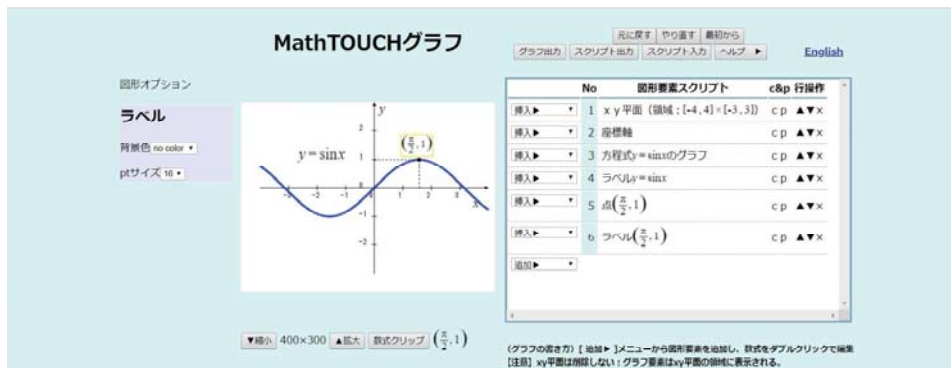 MathTOUCHグラフ
元に戻す やり直す 最初から
グラフ出力 スクリプト出力 スクリプト入力 ヘルプ ▶ English
図形オプション
ラベル
背景色 no color ▼
ptサイズ 16 ▼
y
2
y=sinx 1
(π/2,1)
-3 -2 -1 0 1 2 3 x
-1
-2
No 図形要素スクリプト c&p 行操作
挿入▶ ▼ 1 x y 平面 (領域:[-4,4]×[-3,3]) c p ▲▼×
挿入▶ ▼ 2 座標軸 c p ▲▼×
挿入▶ ▼ 3 方程式y=sinxのグラフ c p ▲▼×
挿入▶ ▼ 4 ラベルy=sinx c p ▲▼×
挿入▶ ▼ 5 点(π/2,1) c p ▲▼×
挿入▶ ▼ 6 ラベル(π/2,1) c p ▲▼×
追加▶ ▼
▼縮小 400×300 ▲拡大 数式クリップ (π/2,1)
(グラフの書き方) [ 追加▶ ]メニューから図形要素を追加し、数式をダブルクリックで編集
【注意】xy平面は削除しない:グラフ要素はxy平面の領域に表示される。